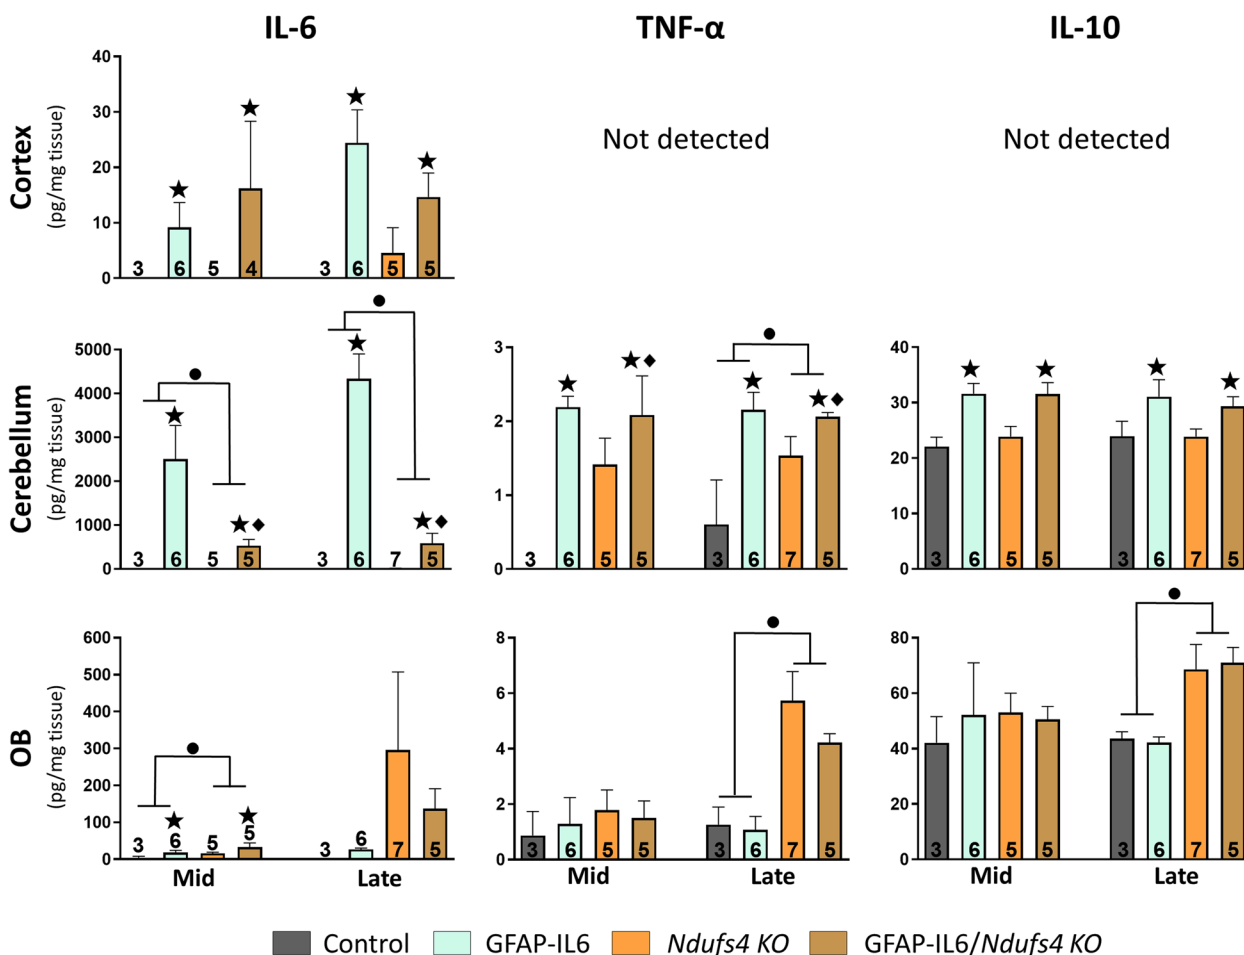 IL-6 TNF-α IL-10
Cortex
(pg/mg tissue)
40
30
20
10
0
3 6 5 4 3 6 5 5
Not detected
Not detected
Cerebellum
(pg/mg tissue)
5000
4000
3000
2000
1000
0
3 6 5 5 3 6 7 5
3
2
1
0
3 6 5 5 3 6 7 5
40
30
20
10
0
3 6 5 5 3 6 7 5
OB
(pg/mg tissue)
600
500
400
300
200
100
0
3 6 5 5 3 6 7 5
Mid Late
8
6
4
2
0
3 6 5 5 3 6 7 5
Mid Late
80
60
40
20
0
3 6 5 5 3 6 7 5
Mid Late
Control GFAP-IL6 Ndufs4 KO GFAP-IL6/Ndufs4 KO